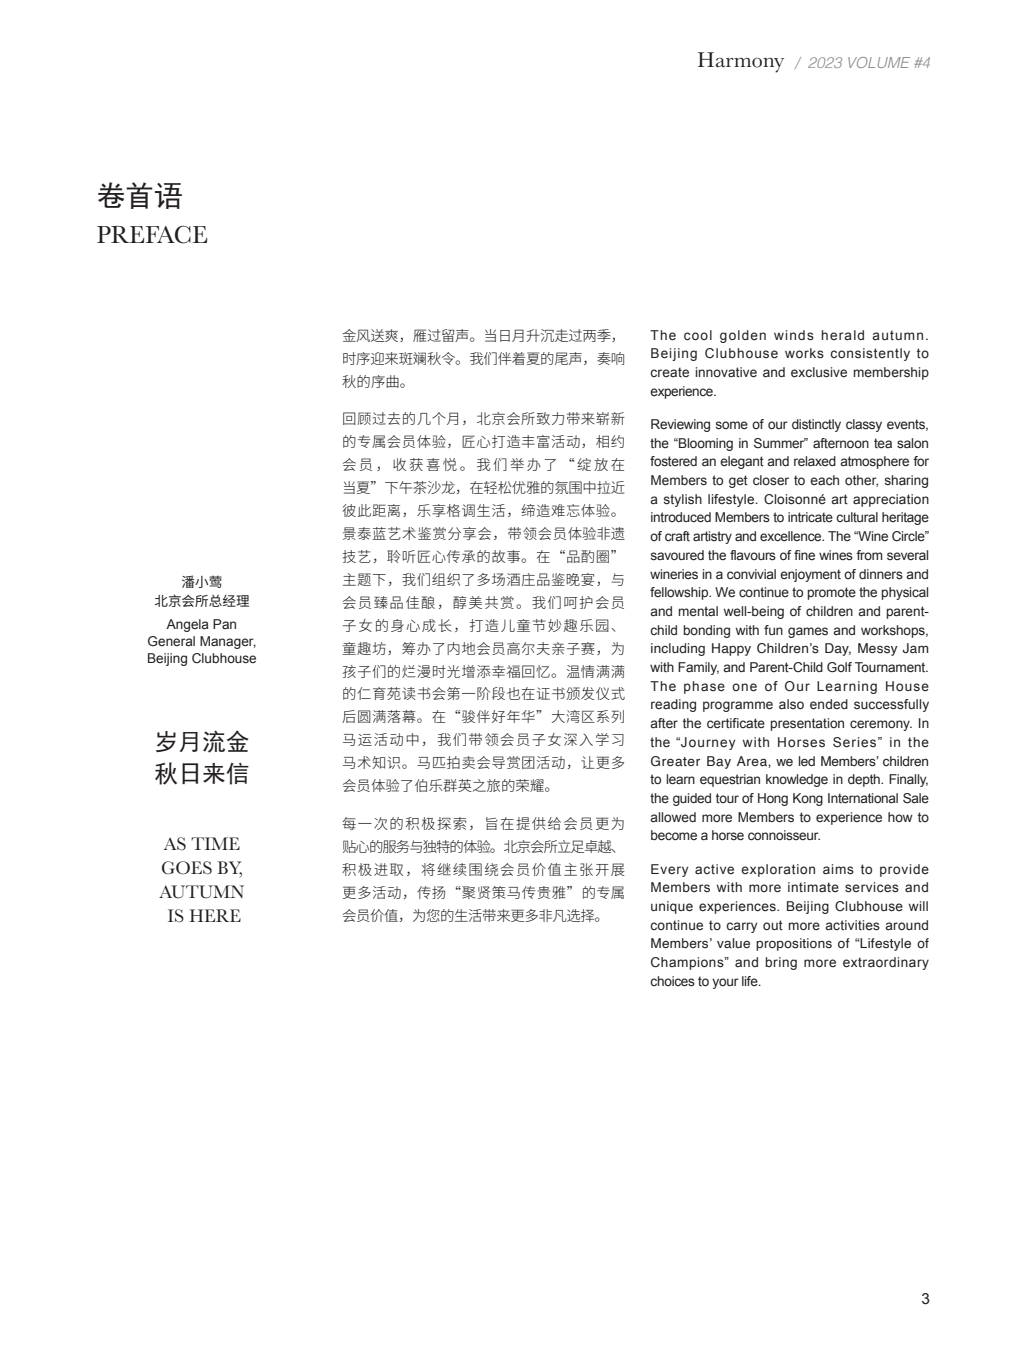 Harmony / 2023 VOLUME #4
卷首语
PREFACE
潘小莺
北京会所总经理
Angela Pan
General Manager,
Beijing Clubhouse
岁月流金
秋日来信
AS TIME
GOES BY,
AUTUMN
IS HERE
金风送爽，雁过留声。当日月升沉走过两季，
时序迎来斑斓秋令。我们伴着夏的尾声，奏响
秋的序曲。
回顾过去的几个月，北京会所致力带来崭新
的专属会员体验，匠心打造丰富活动，相约
会员，收获喜悦。我们举办了“绽放在
当夏”下午茶沙龙，在轻松优雅的氛围中拉近
彼此距离，乐享格调生活，缔造难忘体验。
景泰蓝艺术鉴赏分享会，带领会员体验非遗
技艺，聆听匠心传承的故事。在“品酌圈”
主题下，我们组织了多场酒庄品鉴晚宴，与
会员臻品佳酿，醇美共赏。我们呵护会员
子女的身心成长，打造儿童节妙趣乐园、
童趣坊，筹办了内地会员高尔夫亲子赛，为
孩子们的烂漫时光增添幸福回忆。温情满满
的仁育苑读书会第一阶段也在证书颁发仪式
后圆满落幕。在“骏伴好年华”大湾区系列
马运活动中，我们带领会员子女深入学习
马术知识。马匹拍卖会导赏团活动，让更多
会员体验了伯乐群英之旅的荣耀。
每一次的积极探索，旨在提供给会员更为
贴心的服务与独特的体验。北京会所立足卓越、
积极进取，将继续围绕会员价值主张开展
更多活动，传扬“聚贤策马传贵雅”的专属
会员价值，为您的生活带来更多非凡选择。
The cool golden winds herald autumn.
Beijing Clubhouse works consistently to
create innovative and exclusive membership
experience.
Reviewing some of our distinctly classy events,
the “Blooming in Summer” afternoon tea salon
fostered an elegant and relaxed atmosphere for
Members to get closer to each other, sharing
a stylish lifestyle. Cloisonné art appreciation
introduced Members to intricate cultural heritage
of craft artistry and excellence. The “Wine Circle”
savoured the flavours of fine wines from several
wineries in a convivial enjoyment of dinners and
fellowship. We continue to promote the physical
and mental well-being of children and parent-
child bonding with fun games and workshops,
including Happy Children’s Day, Messy Jam
with Family, and Parent-Child Golf Tournament.
The phase one of Our Learning House
reading programme also ended successfully
after the certificate presentation ceremony. In
the “Journey with Horses Series” in the
Greater Bay Area, we led Members’ children
to learn equestrian knowledge in depth. Finally,
the guided tour of Hong Kong International Sale
allowed more Members to experience how to
become a horse connoisseur.
Every active exploration aims to provide
Members with more intimate services and
unique experiences. Beijing Clubhouse will
continue to carry out more activities around
Members’ value propositions of “Lifestyle of
Champions” and bring more extraordinary
choices to your life.
3